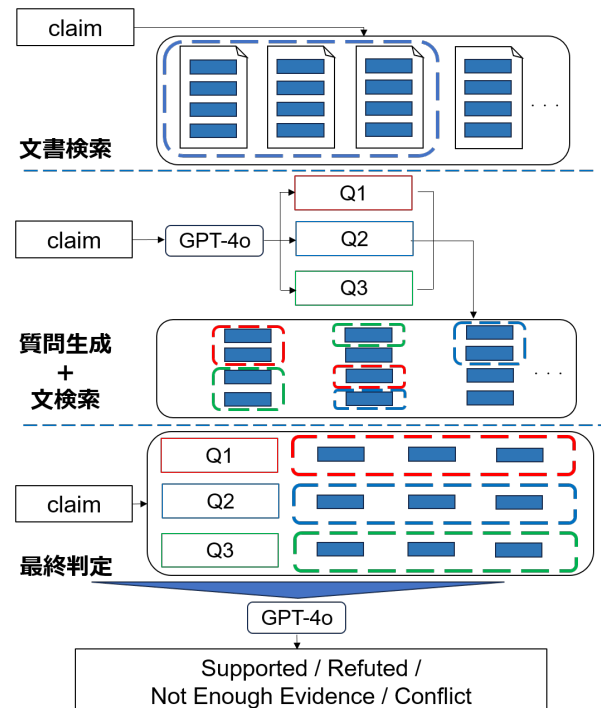 claim
. . .
文書検索
claim
GPT-4o
Q1
Q2
Q3
質問生成
+
文検索
. . .
claim
Q1
Q2
Q3
最終判定
GPT-4o
Supported / Refuted /
Not Enough Evidence / Conflict